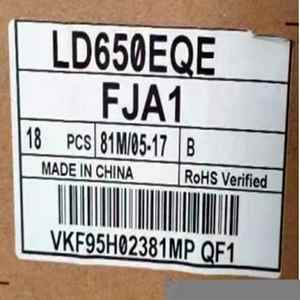 LD650EQE
FJA1
18 PCS 81M/05-17 B
MADE IN CHINA RoHS Verified
VKF95H02381MP QF1